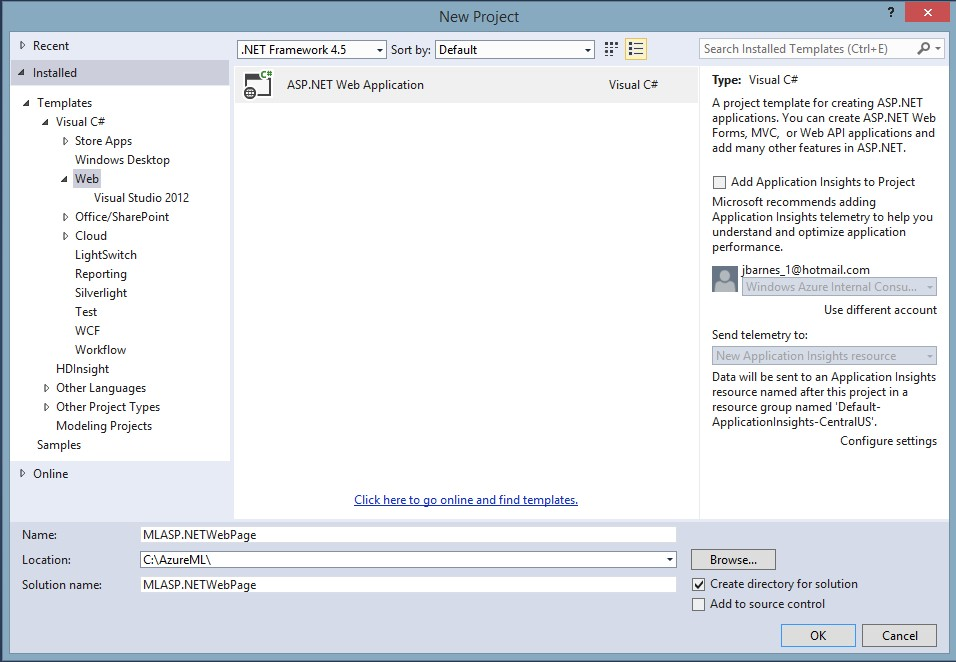 New Project
?
Recent
Installed
Templates
Visual C#
Store Apps
Windows Desktop
Web
Visual Studio 2012
Office/SharePoint
Cloud
LightSwitch
Reporting
Silverlight
Test
WCF
Workflow
HDInsight
Other Languages
Other Project Types
Modeling Projects
Samples
Online
.NET Framework 4.5 Sort by: Default
C# ASP.NET Web Application Visual C#
Click here to go online and find templates.
Search Installed Templates (Ctrl+E)
Type: Visual C#
A project template for creating ASP.NET
applications. You can create ASP.NET Web
Forms, MVC, or Web API applications and
add many other features in ASP.NET.
Add Application Insights to Project
Microsoft recommends adding
Application Insights telemetry to help you
understand and optimize application
performance.
jbarnes_1@hotmail.com
Windows Azure Internal Consu...
Use different account
Send telemetry to:
New Application Insights resource
Data will be sent to an Application Insights
resource named after this project in a
resource group named 'Default-
ApplicationInsights-CentralUS'.
Configure settings
Name: MLASP.NETWebPage
Location: C:\AzureML\ Browse...
Solution name: MLASP.NETWebPage
Create directory for solution
Add to source control
OK Cancel